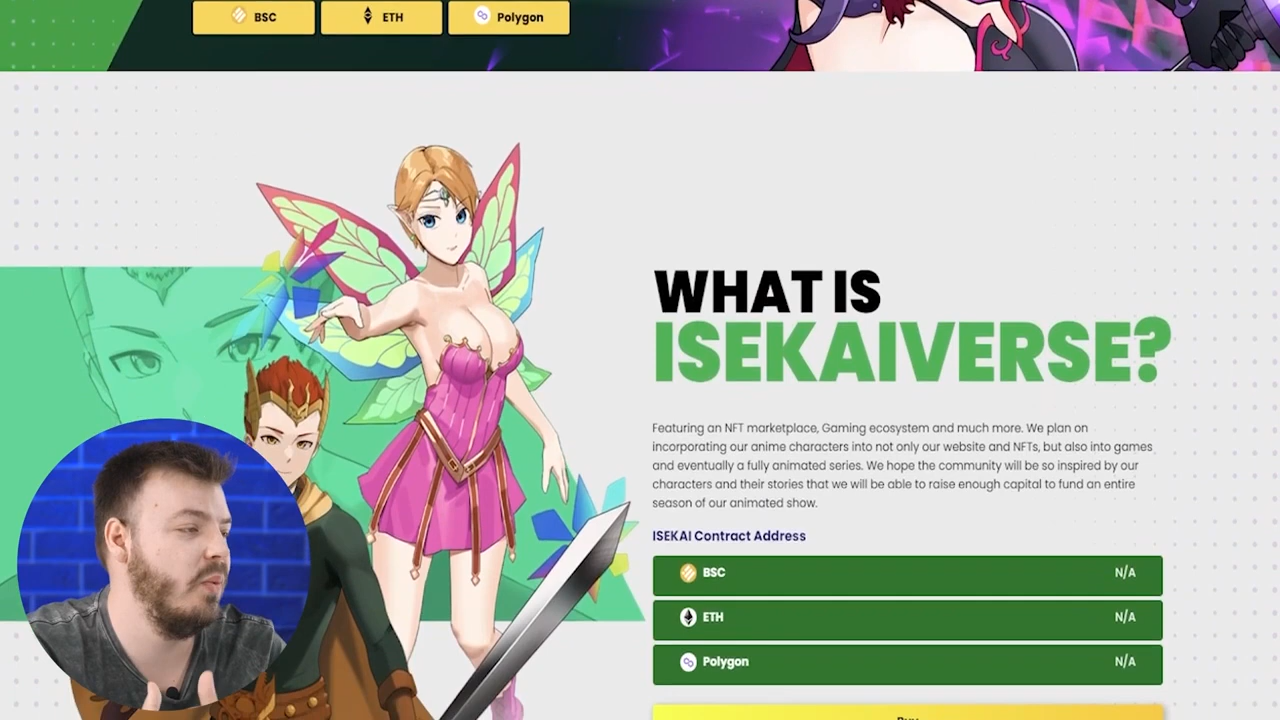 BSC
ETH
Polygon
WHAT IS
ISEKAIVERSE?
Featuring an NFT marketplace, Gaming ecosystem and much more. We plan on
incorporating our anime characters into not only our website and NFTs, but also into games
and eventually a fully animated series. We hope the community will be so inspired by our
characters and their stories that we will be able to raise enough capital to fund an entire
season of our animated show.
ISEKAI Contract Address
BSC N/A
ETH N/A
Polygon N/A
Buy